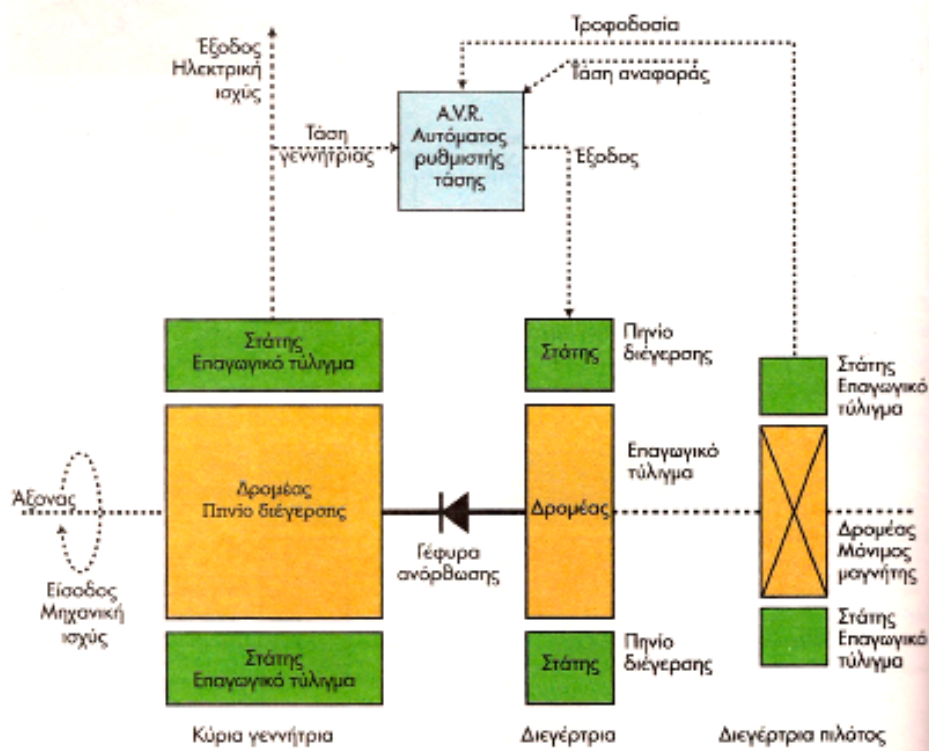 Τροφοδοσία
Έξοδος
Ηλεκτρική
ισχύς
Τάση αναφοράς
Τάση
γεννήτριας
A.V.R.
Αυτόματος
ρυθμιστής
τάσης
Έξοδος
Στάτης
Επαγωγικό τύλιγμα
Στάτης
Πηνίο
διέγερσης
Στάτης
Επαγωγικό
τύλιγμα
Άξονας
Δρομέας
Πηνίο διέγερσης
Γέφυρα
ανόρθωσης
Δρομέας
Επαγωγικό
τύλιγμα
Δρομέας
Μόνιμος
μαγνήτης
Είσοδος
Μηχανική
ισχύς
Στάτης
Επαγωγικό τύλιγμα
Στάτης
Πηνίο
διέγερσης
Στάτης
Επαγωγικό
τύλιγμα
Κύρια γεννήτρια
Διεγέρτρια
Διεγέρτρια πιλότος